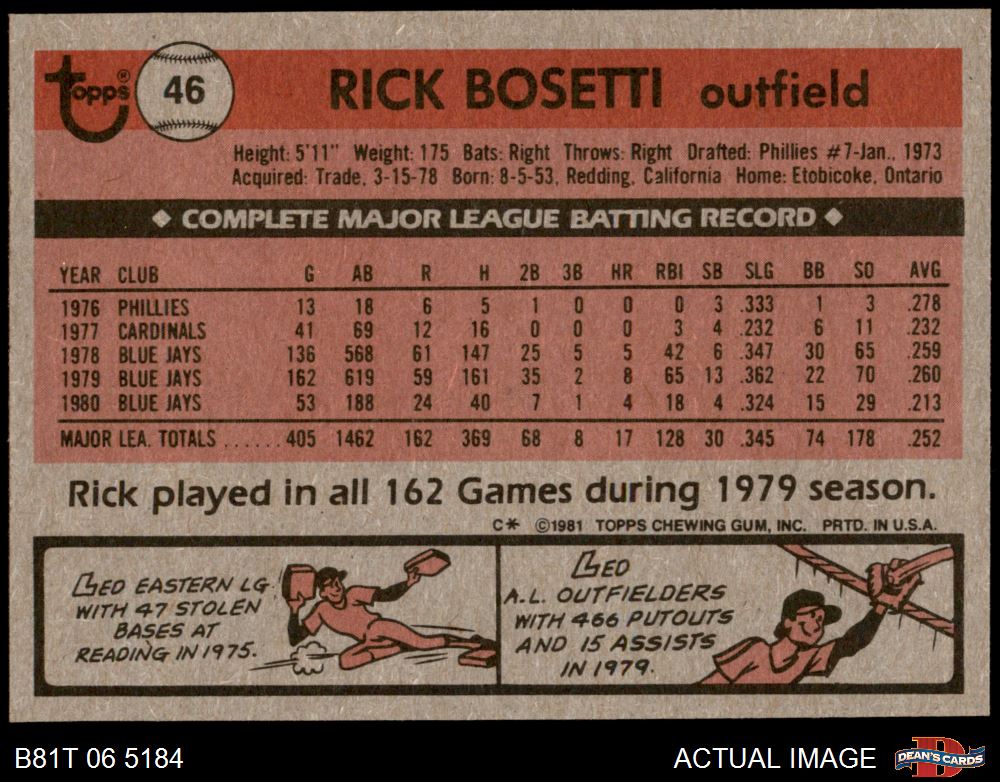 Topps® 46 RICK BOSETTI outfield
Height: 5'11" Weight: 175 Bats: Right Throws: Right Drafted: Phillies #7-Jan., 1973
Acquired: Trade, 3-15-78 Born: 8-5-53, Redding, California Home: Etobicoke, Ontario
◆ COMPLETE MAJOR LEAGUE BATTING RECORD ◆
YEAR CLUB G AB R H 2B 3B HR RBI SB SLG BB SO AVG
1976 PHILLIES 13 18 6 5 1 0 0 0 3 .333 1 3 .278
1977 CARDINALS 41 69 12 16 0 0 0 3 4 .232 6 11 .232
1978 BLUE JAYS 136 568 61 147 25 5 5 42 6 .347 30 65 .259
1979 BLUE JAYS 162 619 59 161 35 2 8 65 13 .362 22 70 .260
1980 BLUE JAYS 53 188 24 40 7 1 4 18 4 .324 15 29 .213
MAJOR LEA. TOTALS ...... 405 1462 162 369 68 8 17 128 30 .345 74 178 .252
Rick played in all 162 Games during 1979 season.
C* ©1981 TOPPS CHEWING GUM, INC. PRTD. IN U.S.A.
LED EASTERN LG.
WITH 47 STOLEN
BASES AT
READING IN 1975.
LED
A.L. OUTFIELDERS
WITH 466 PUTOUTS
AND 15 ASSISTS
IN 1979.
B81T 06 5184 ACTUAL IMAGE D DEAN'S CARDS